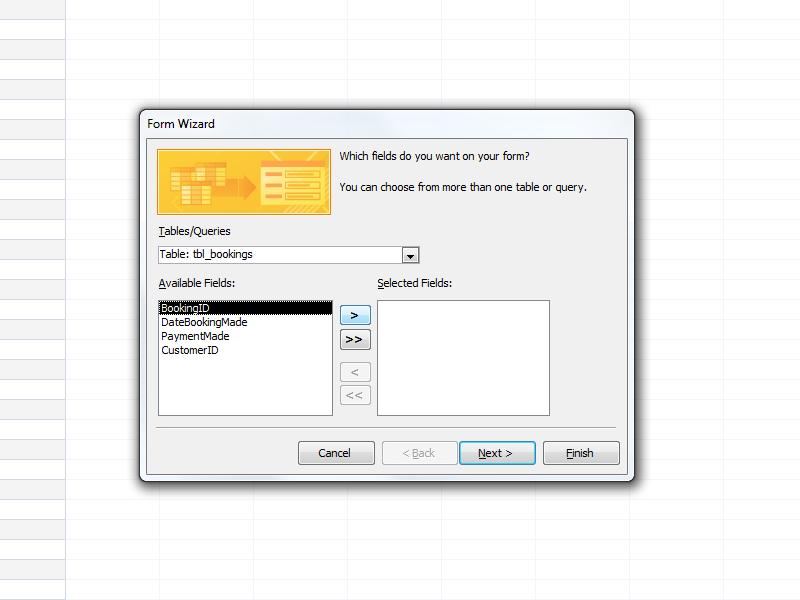 Form Wizard
Which fields do you want on your form?
You can choose from more than one table or query.
Tables/Queries
Table: tbl_bookings
Available Fields:
Selected Fields:
BookingID
DateBookingMade
PaymentMade
CustomerID
>
>>
<
<<
Cancel
< Back
Next >
Finish